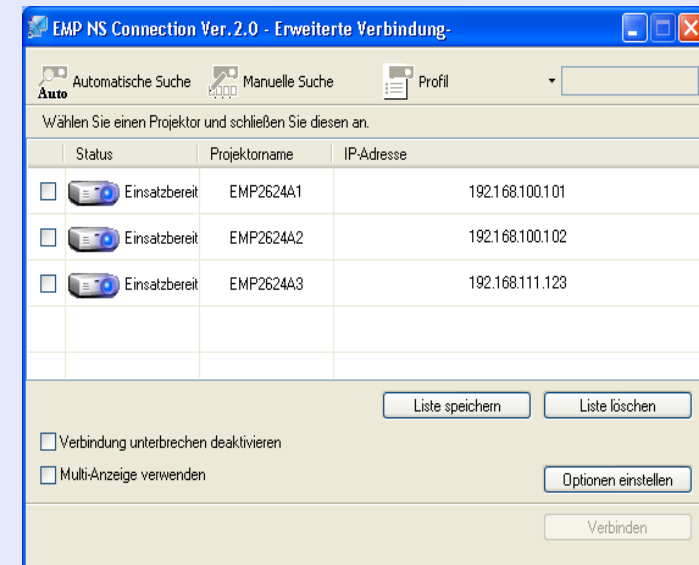 EMP NS Connection Ver. 2.0 - Erweiterte Verbindung-
Auto Automatische Suche Manuelle Suche Profil
Wählen Sie einen Projektor und schließen Sie diesen an.
Status Projektorname IP-Adresse
Einsatzbereit EMP2624A1 192.168.100.101
Einsatzbereit EMP2624A2 192.168.100.102
Einsatzbereit EMP2624A3 192.168.111.123
Liste speichern Liste löschen
Verbindung unterbrechen deaktivieren
Multi-Anzeige verwenden
Optionen einstellen
Verbinden